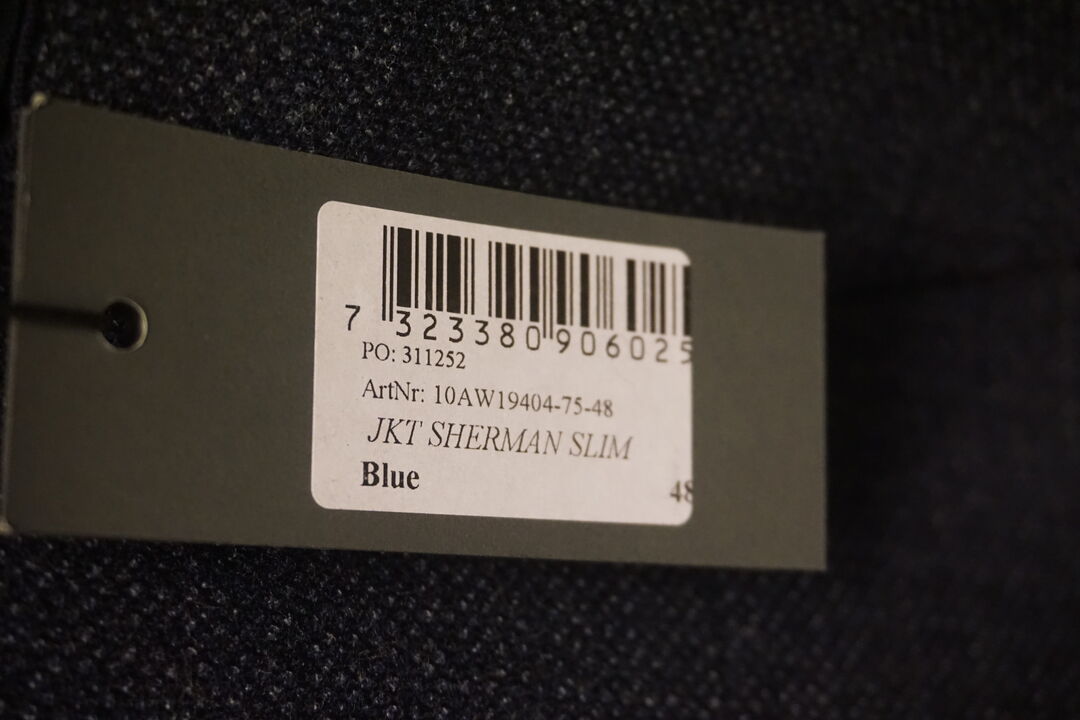 7 323380 906025
PO: 311252
ArtNr: 10AW19404-75-48
JKT SHERMAN SLIM
Blue 48